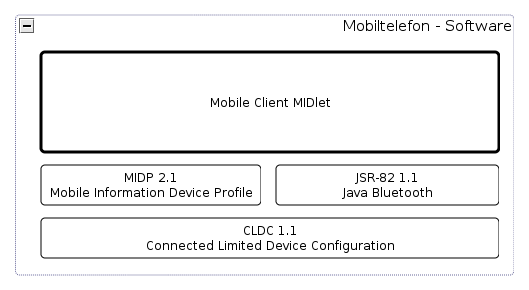 Mobiltelefon - Software
Mobile Client MIDlet
MIDP 2.1
Mobile Information Device Profile
JSR-82 1.1
Java Bluetooth
CLDC 1.1
Connected Limited Device Configuration